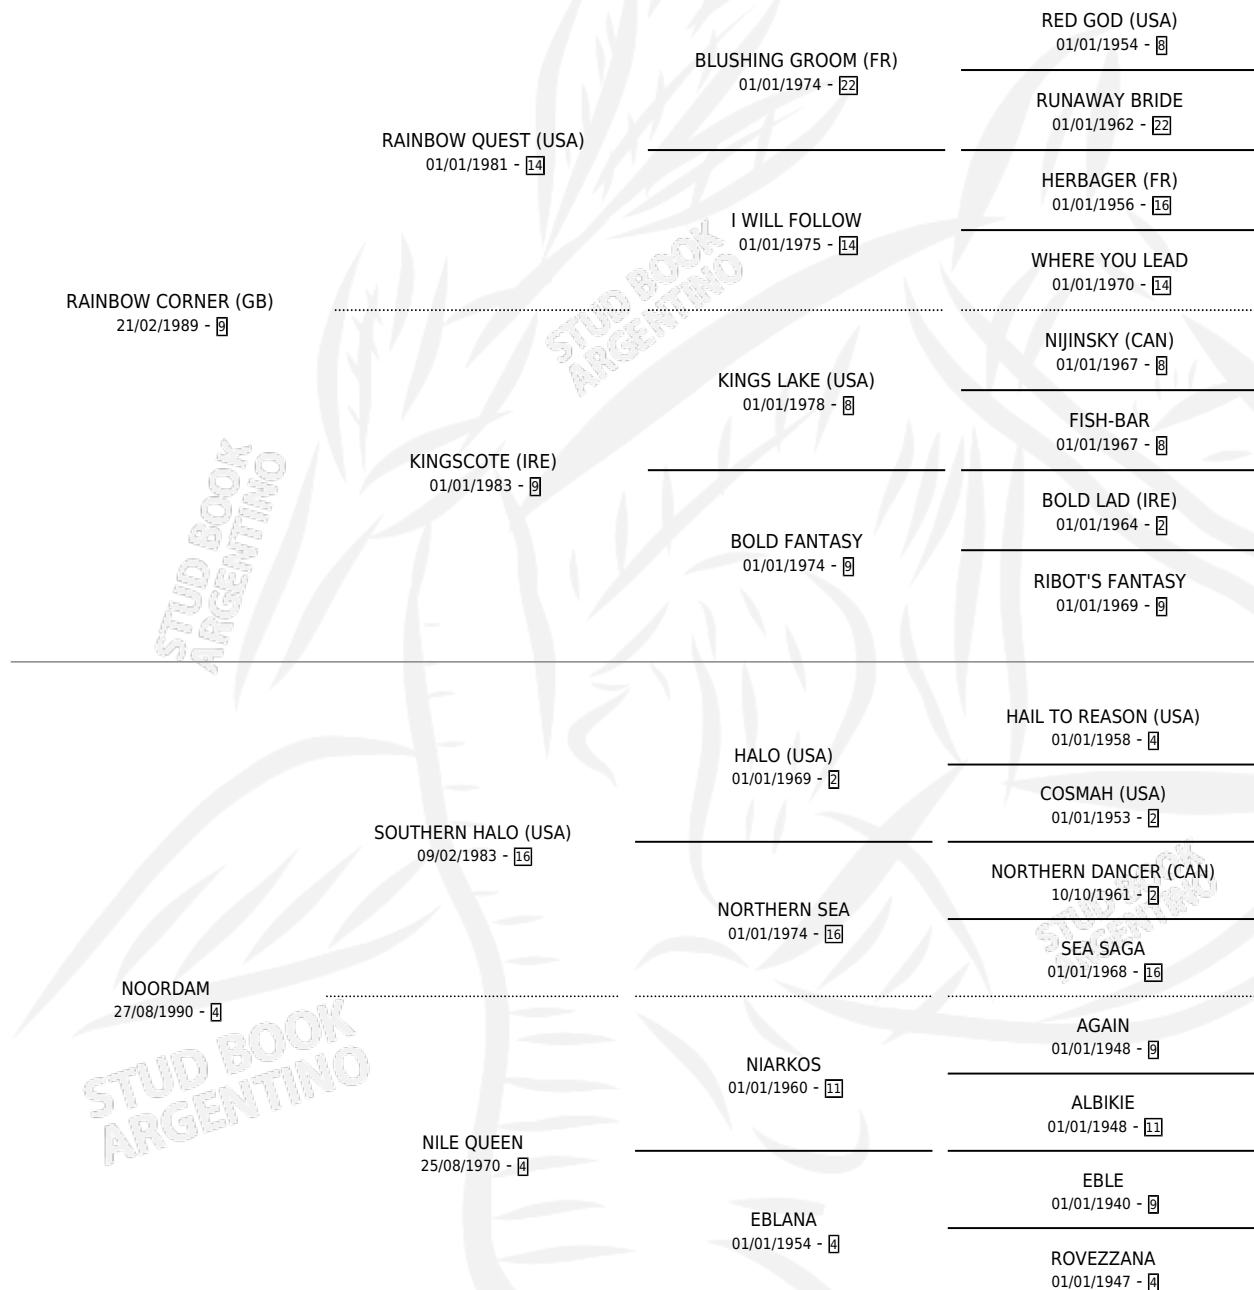 RED GOD (USA)
01/01/1954 - 8
BLUSHING GROOM (FR)
01/01/1974 - 22
RUNAWAY BRIDE
01/01/1962 - 22
RAINBOW QUEST (USA)
01/01/1981 - 14
HERBAGER (FR)
01/01/1956 - 16
I WILL FOLLOW
01/01/1975 - 14
WHERE YOU LEAD
01/01/1970 - 14
RAINBOW CORNER (GB)
21/02/1989 - 9
STUD BOOK
ARGENTINO
NIJINSKY (CAN)
01/01/1967 - 8
KINGS LAKE (USA)
01/01/1978 - 8
FISH-BAR
01/01/1967 - 8
KINGSCOTE (IRE)
01/01/1983 - 9
BOLD LAD (IRE)
01/01/1964 - 2
BOLD FANTASY
01/01/1974 - 9
RIBOT'S FANTASY
01/01/1969 - 9
STUD BOOK
ARGENTINO
HAIL TO REASON (USA)
01/01/1958 - 4
HALO (USA)
01/01/1969 - 2
COSMAH (USA)
01/01/1953 - 2
SOUTHERN HALO (USA)
09/02/1983 - 16
NORTHERN DANCER (CAN)
10/10/1961 - 2
STUD BOOK
ARGENTINO
NORTHERN SEA
01/01/1974 - 16
SEA SAGA
01/01/1968 - 16
NOORDAM
27/08/1990 - 4
STUD BOOK
ARGENTINO
AGAIN
01/01/1948 - 9
NIARKOS
01/01/1960 - 11
ALBIKIE
01/01/1948 - 11
NILE QUEEN
25/08/1970 - 4
EBLE
01/01/1940 - 9
EBLANA
01/01/1954 - 4
ROVEZZANA
01/01/1947 - 4